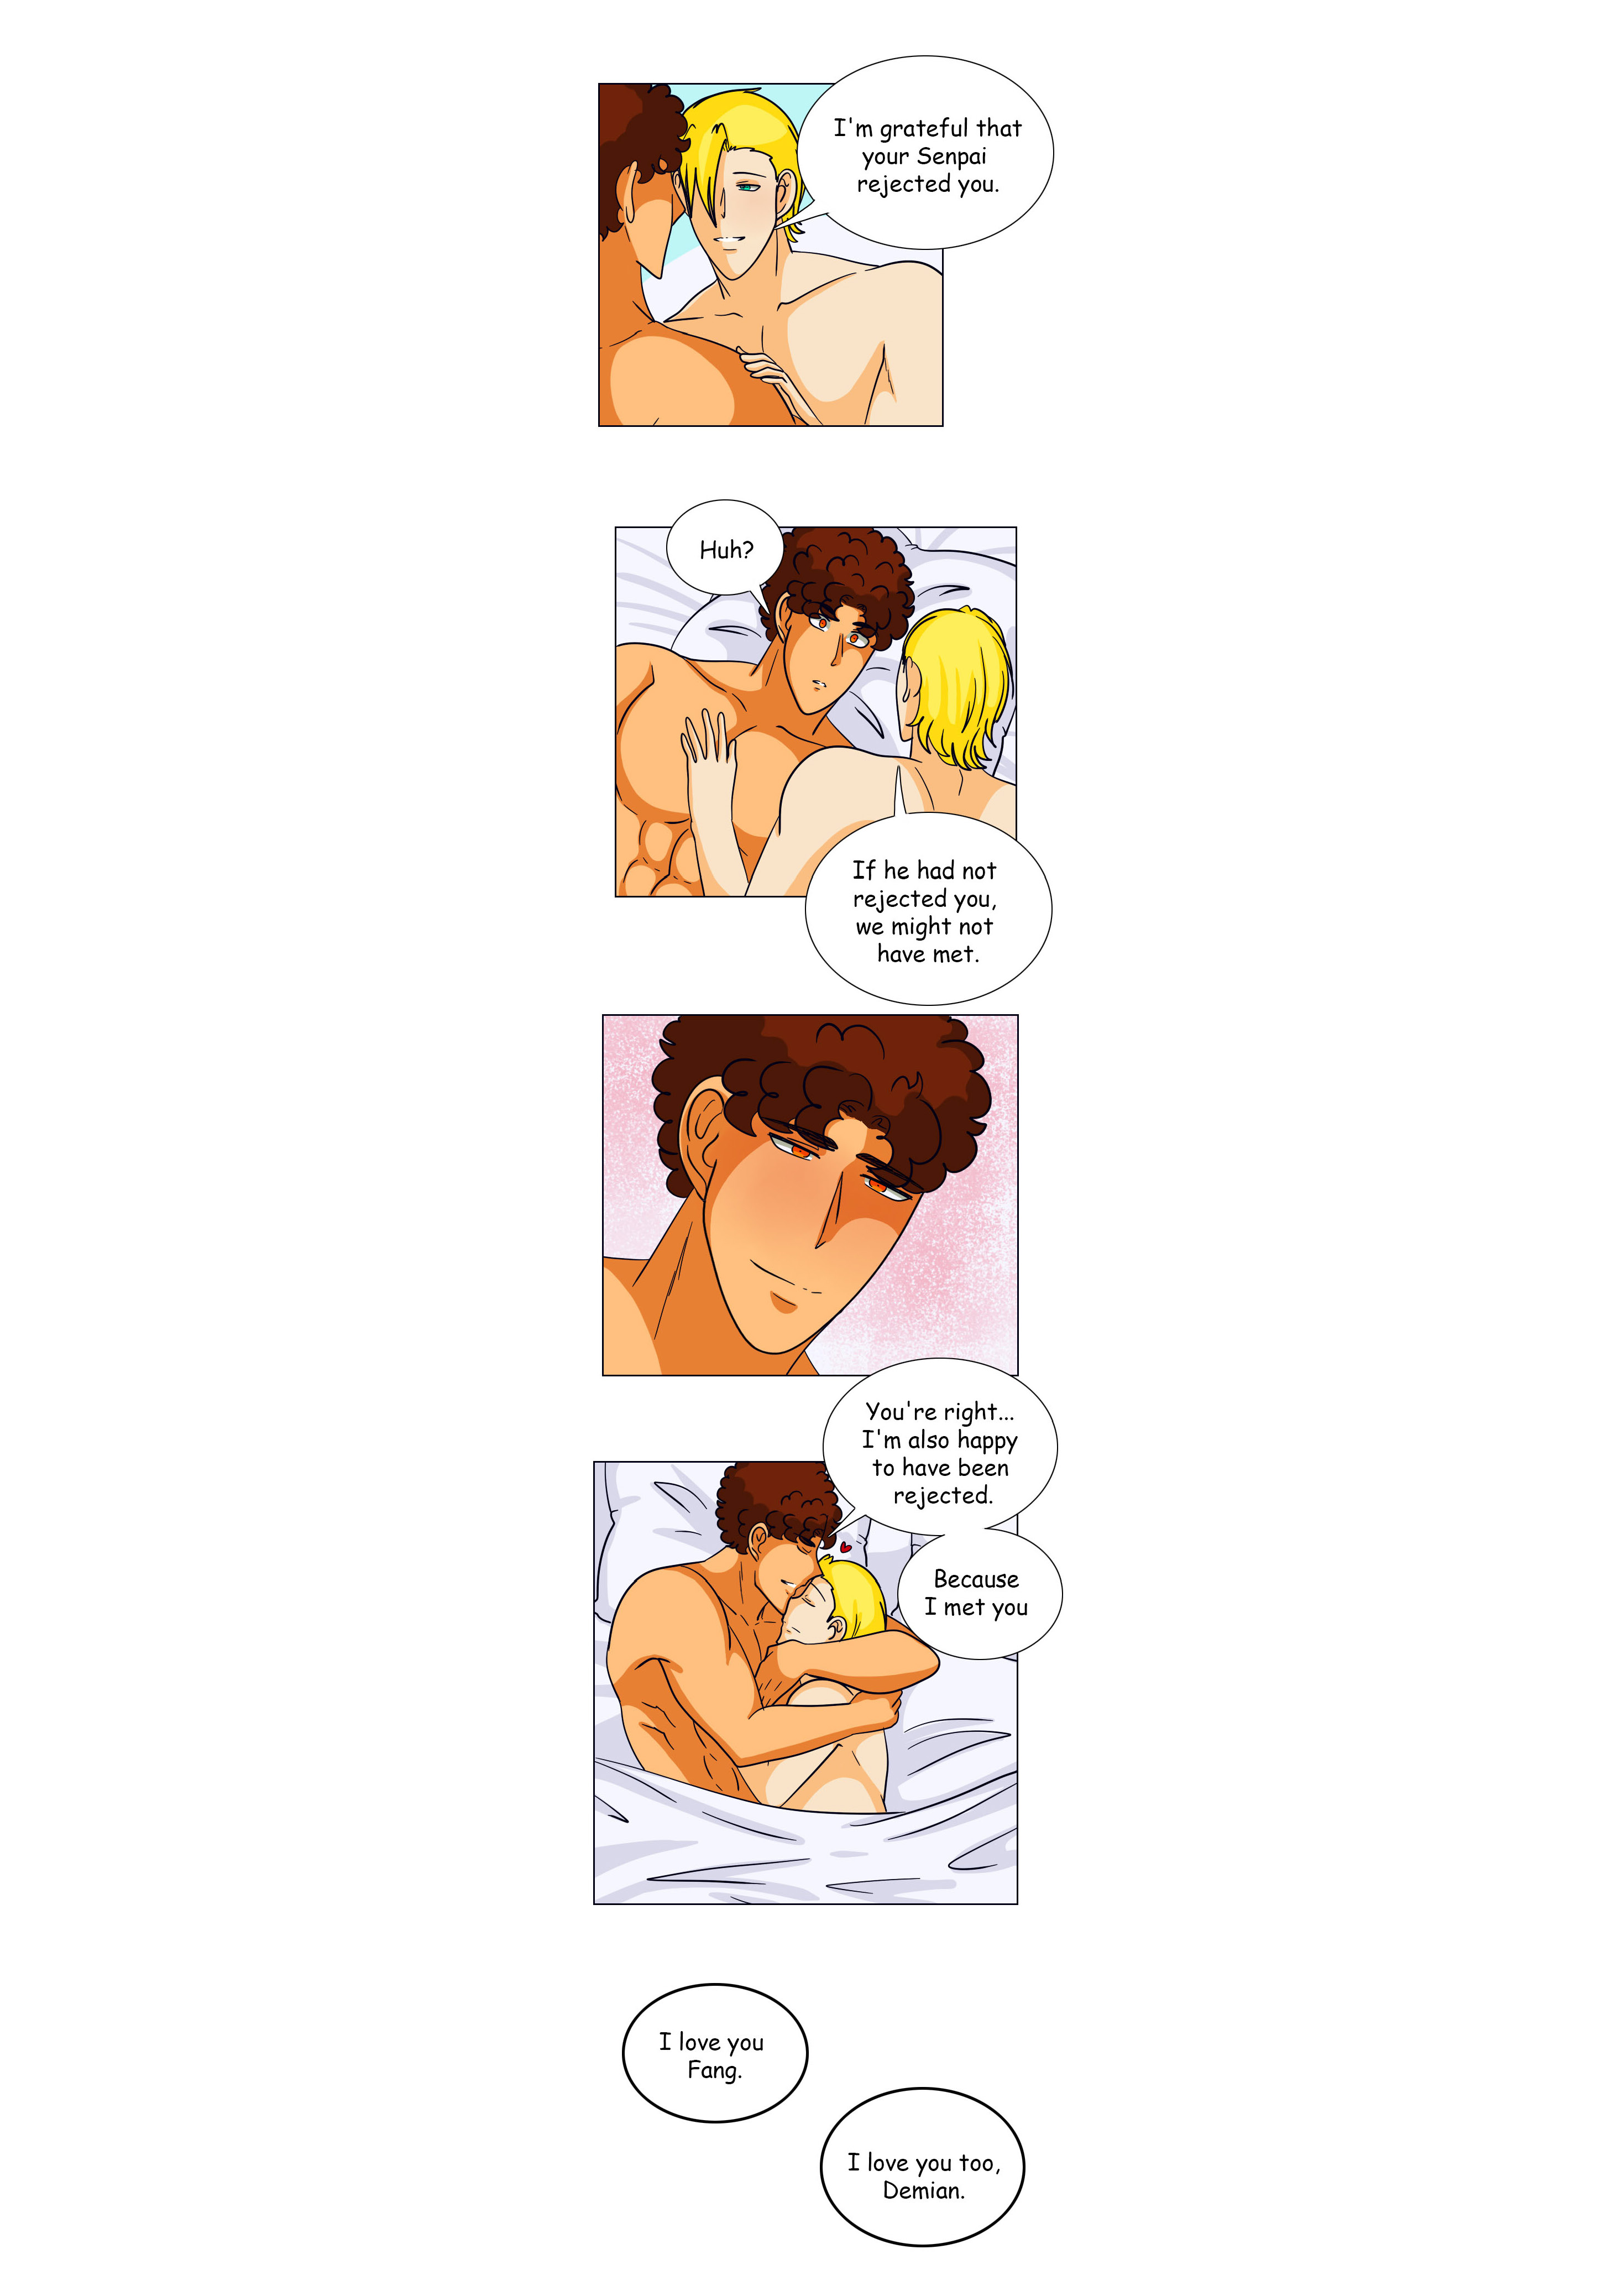 I'm grateful that
your Senpai
rejected you.
Huh?
If he had not
rejected you,
we might not
have met.
You're right...
I'm also happy
to have been
rejected.
Because
I met you
I love you
Fang.
I love you too,
Demian.